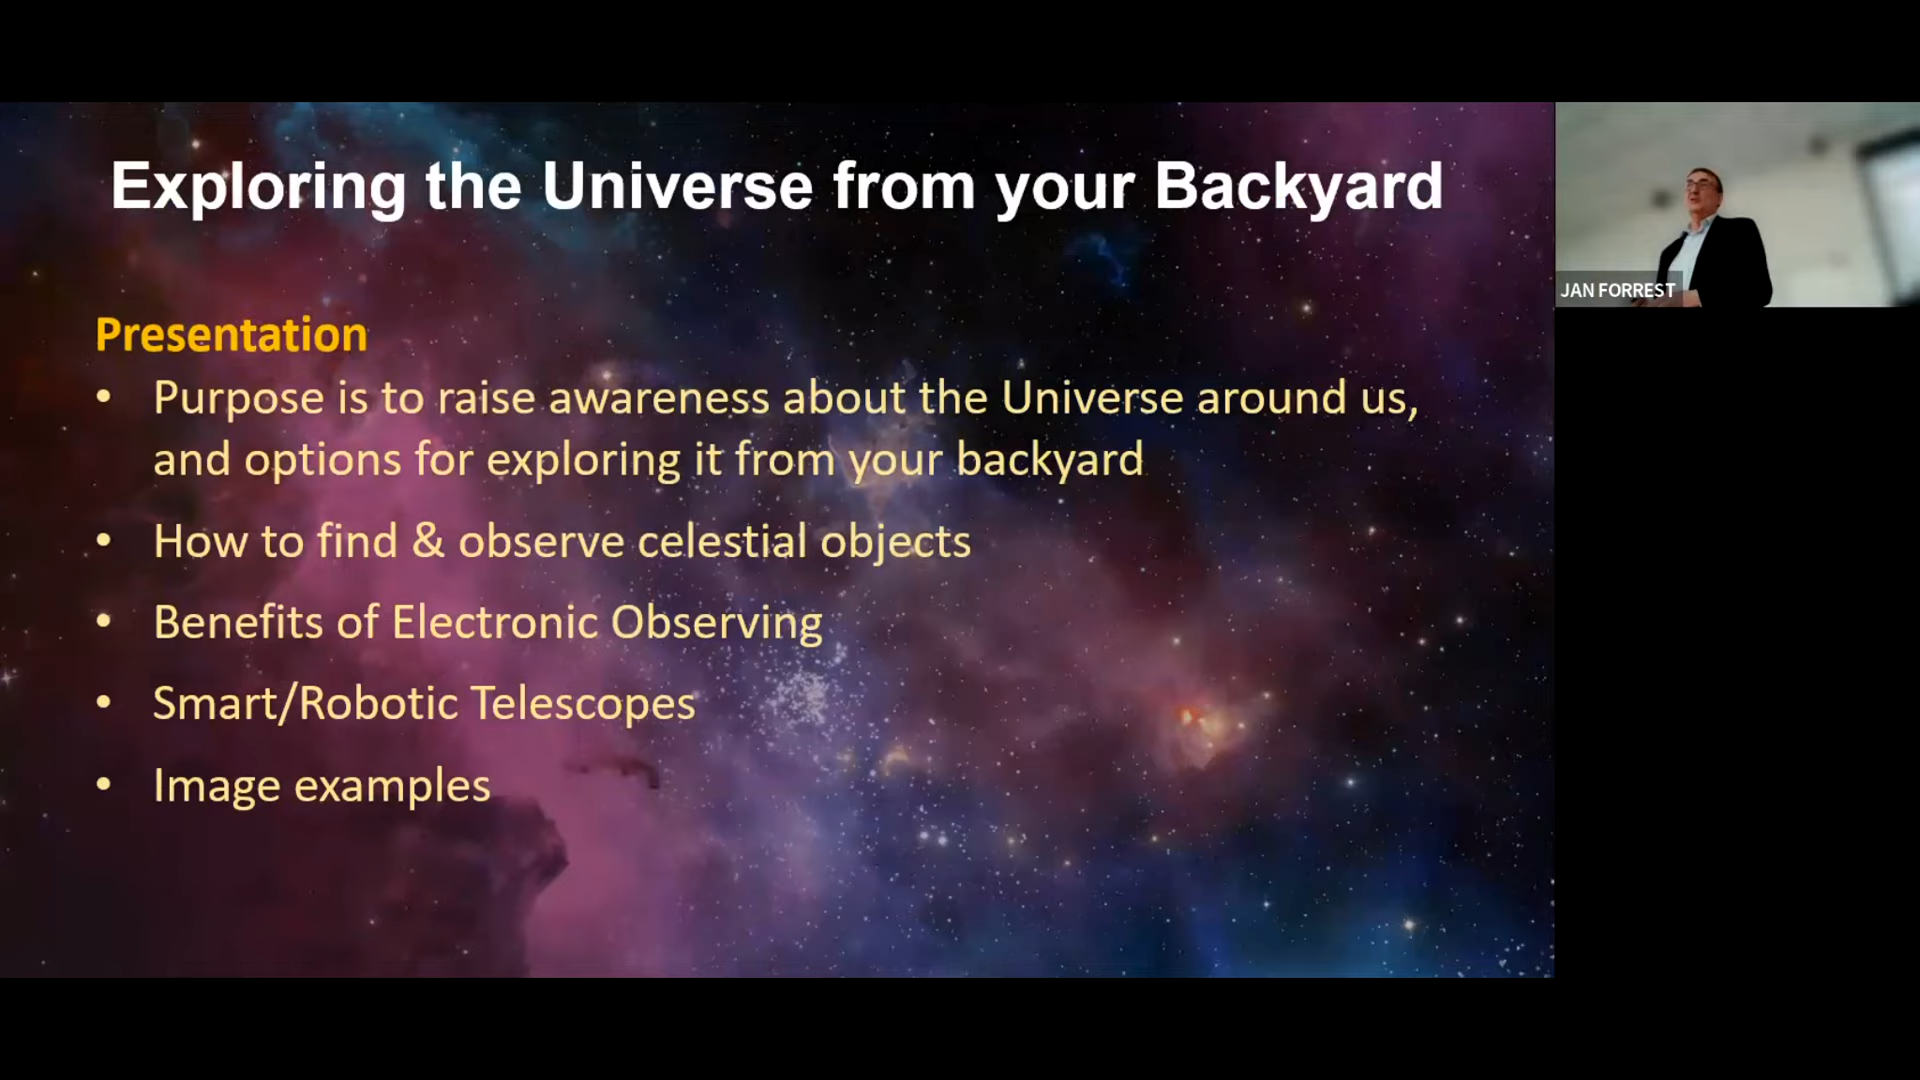 Exploring the Universe from your Backyard
Presentation
• Purpose is to raise awareness about the Universe around us,
and options for exploring it from your backyard
• How to find & observe celestial objects
• Benefits of Electronic Observing
• Smart/Robotic Telescopes
• Image examples
JAN FORREST